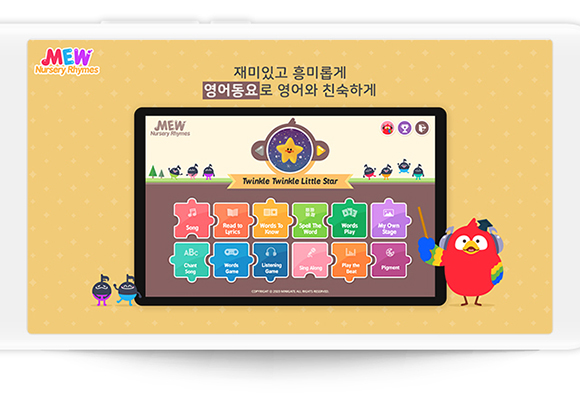 MEW
Nursery Rhymes
재미있고 흥미롭게
영어동요로 영어와 친숙하게
MEW
Nursery Rhymes
Twinkle Twinkle Little Star
Song
Read to Lyrics
Words To Know
Spell The Word
Words Play
My Own Stage
ABC
Chant Song
Words Game
Listening Game
Sing Along
Play the Beat
Pigment
COPYRIGHT © 2020 WINNGATE. ALL RIGHTS RESERVED.